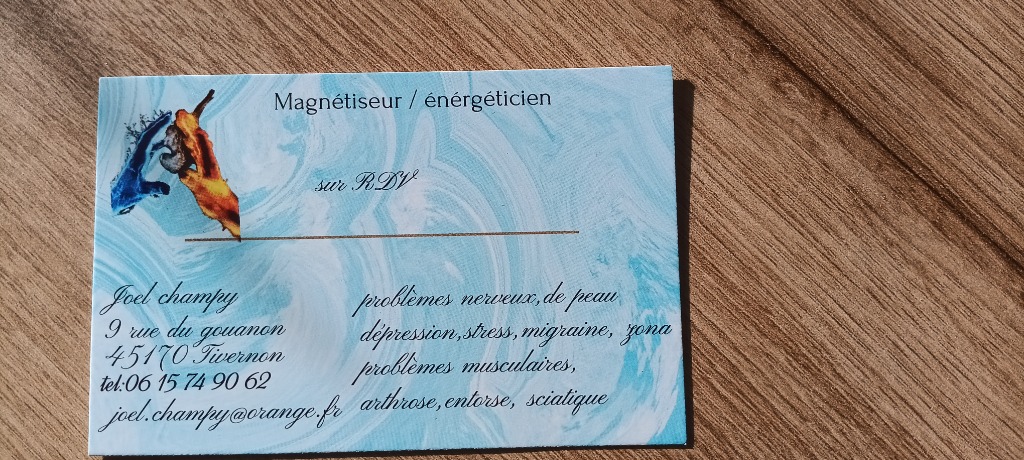 Magnétiseur / énérgéticien
sur RDV
Joel champy
9 rue du gouanon
45170 Tivernon
tel:06 15 74 90 62
joel.champy@orange.fr
problèmes nerveux,de peau
dépression,stress,migraine, zona
problèmes musculaires,
arthrose,entorse, sciatique